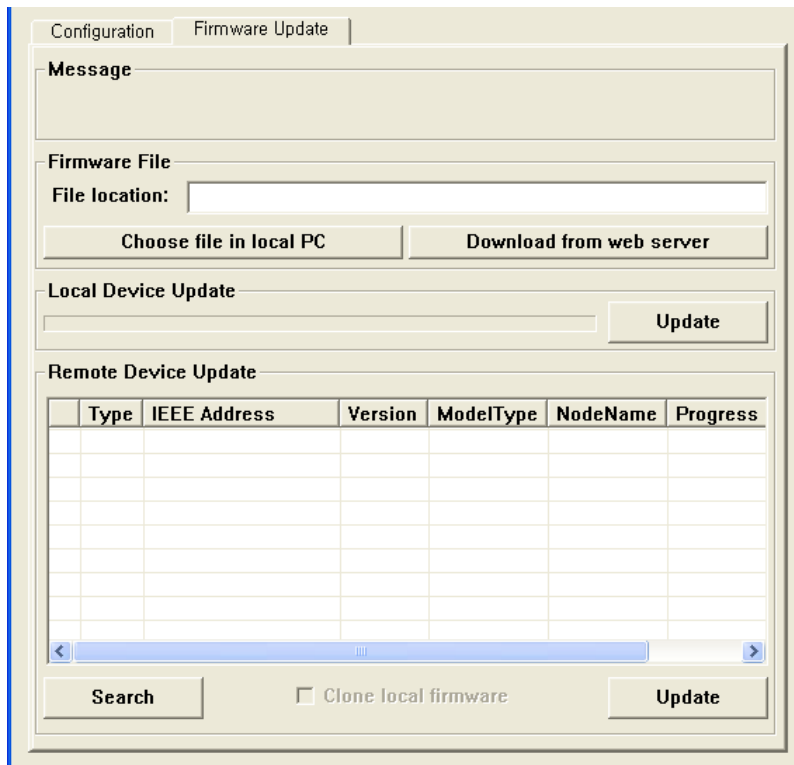 Configuration Firmware Update
Message
Firmware File
File location:
Choose file in local PC Download from web server
Local Device Update
Update
Remote Device Update
Type IEEE Address Version ModelType NodeName Progress
Search Clone local firmware Update